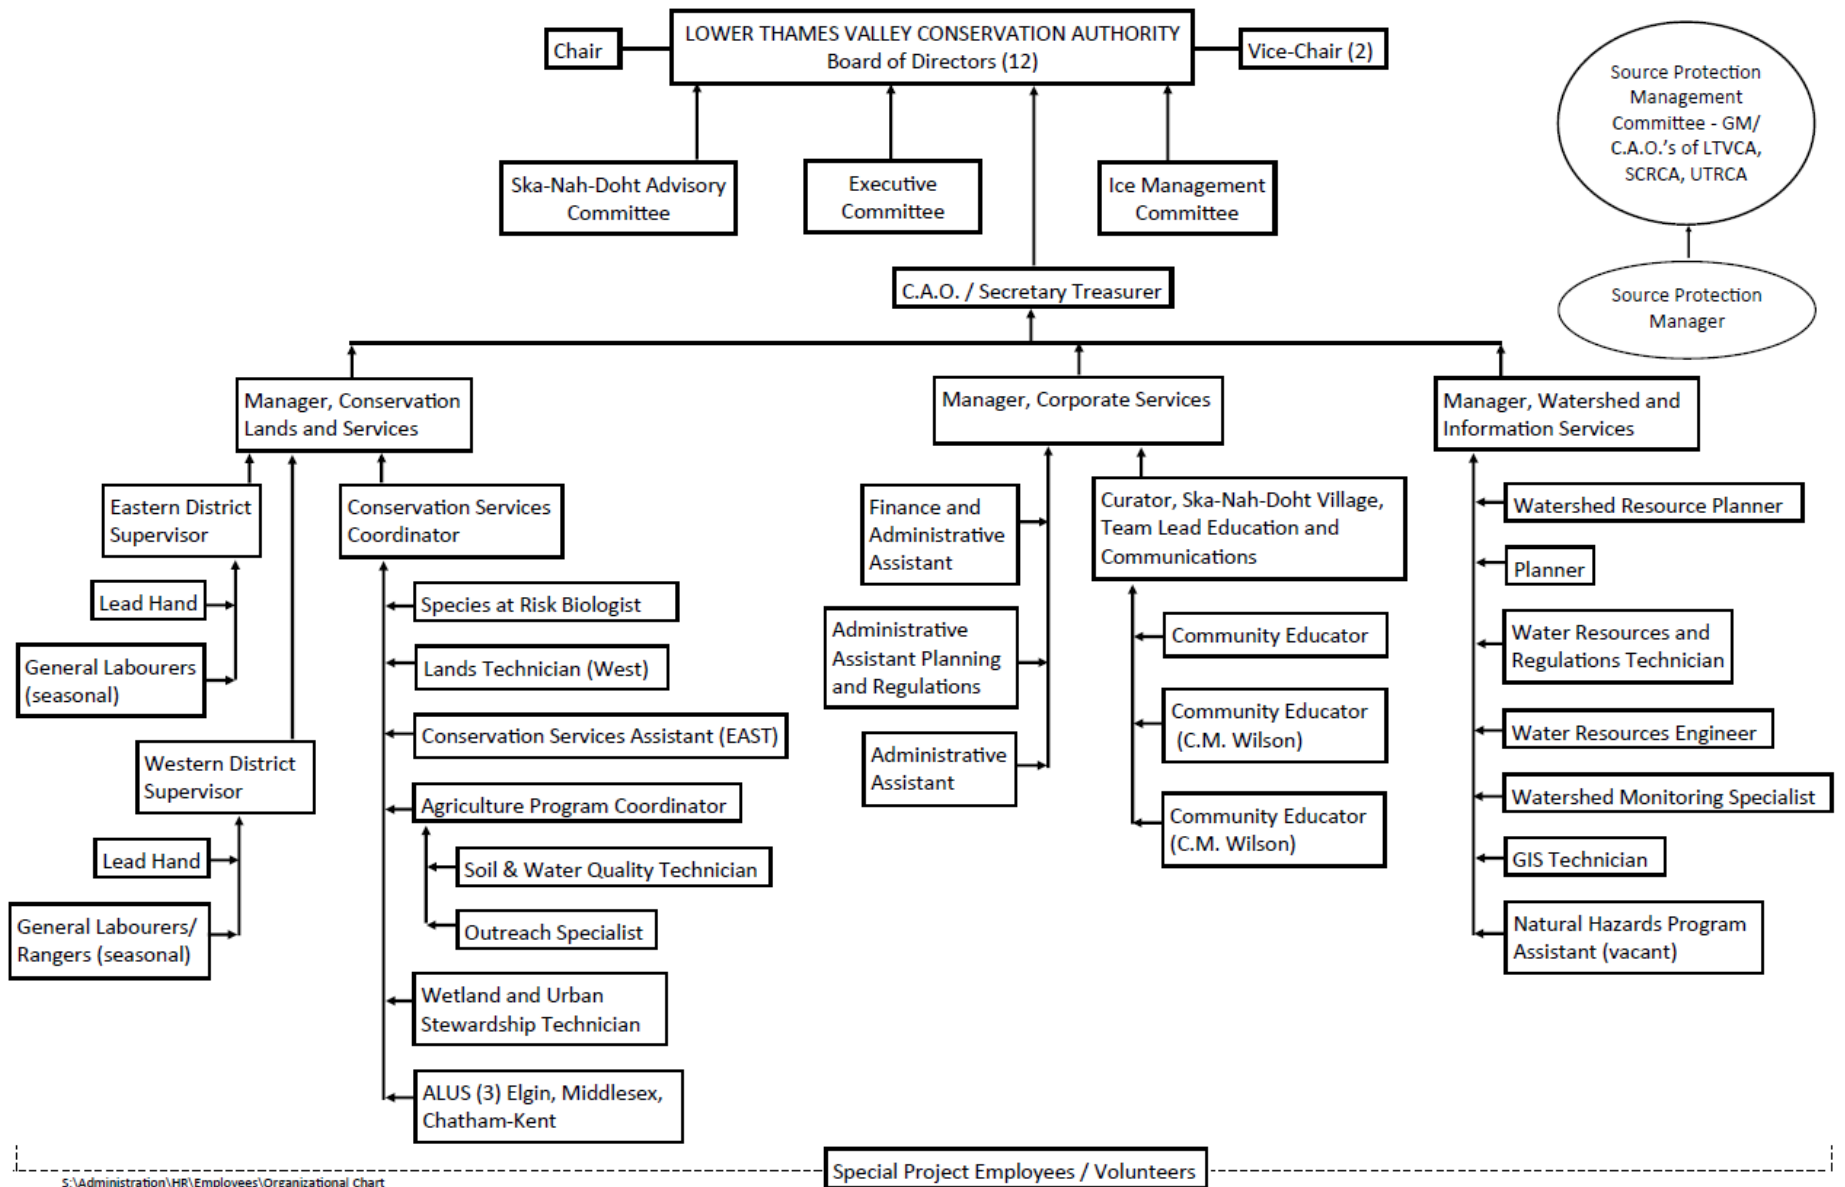 LOWER THAMES VALLEY CONSERVATION AUTHORITY
Board of Directors (12)
Chair
Vice-Chair (2)
Source Protection
Management
Committee - GM/
C.A.O.'s of LTVCA,
SCRCA, UTRCA
Ska-Nah-Doht Advisory
Committee
Executive
Committee
Ice Management
Committee
C.A.O. / Secretary Treasurer
Source Protection
Manager
Manager, Conservation
Lands and Services
Manager, Corporate Services
Manager, Watershed and
Information Services
Eastern District
Supervisor
Lead Hand
General Labourers
(seasonal)
Western District
Supervisor
Lead Hand
General Labourers/
Rangers (seasonal)
Conservation Services
Coordinator
Species at Risk Biologist
Lands Technician (West)
Conservation Services Assistant (EAST)
Agriculture Program Coordinator
Soil & Water Quality Technician
Outreach Specialist
Wetland and Urban
Stewardship Technician
ALUS (3) Elgin, Middlesex,
Chatham-Kent
Finance and
Administrative
Assistant
Administrative
Assistant Planning
and Regulations
Administrative
Assistant
Curator, Ska-Nah-Doht Village,
Team Lead Education and
Communications
Community Educator
Community Educator
(C.M. Wilson)
Community Educator
(C.M. Wilson)
Watershed Resource Planner
Planner
Water Resources and
Regulations Technician
Water Resources Engineer
Watershed Monitoring Specialist
GIS Technician
Natural Hazards Program
Assistant (vacant)
Special Project Employees / Volunteers
S:\Administration\HR\Employees\Organizational Chart